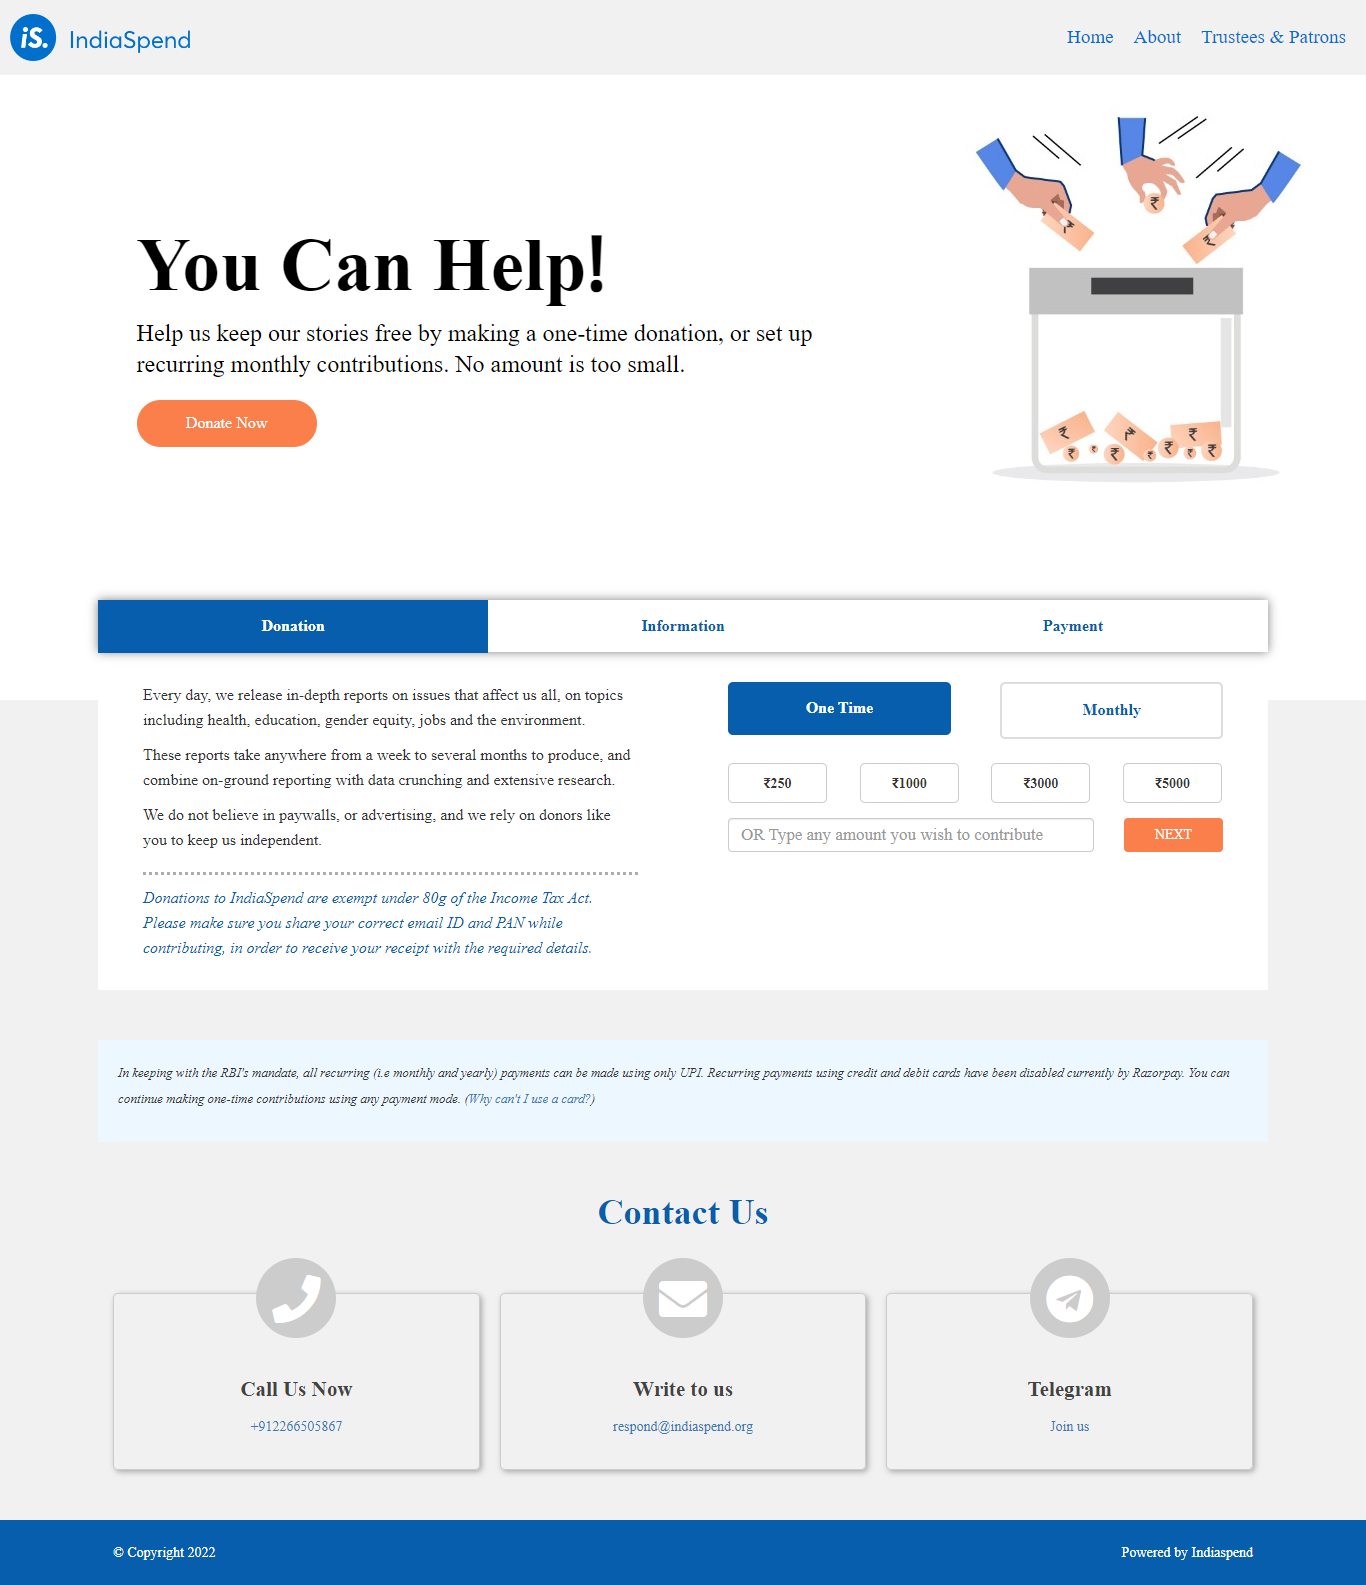 iS. IndiaSpend
Home About Trustees & Patrons
You Can Help!
Help us keep our stories free by making a one-time donation, or set up
recurring monthly contributions. No amount is too small.
Donate Now
₹
₹
₹
₹
₹
₹
₹
₹
₹
₹
₹
₹
₹
Donation Information Payment
Every day, we release in-depth reports on issues that affect us all, on topics
including health, education, gender equity, jobs and the environment.
These reports take anywhere from a week to several months to produce, and
combine on-ground reporting with data crunching and extensive research.
We do not believe in paywalls, or advertising, and we rely on donors like
you to keep us independent.
Donations to IndiaSpend are exempt under 80g of the Income Tax Act.
Please make sure you share your correct email ID and PAN while
contributing, in order to receive your receipt with the required details.
One Time Monthly
₹250 ₹1000 ₹3000 ₹5000
OR Type any amount you wish to contribute NEXT
In keeping with the RBI's mandate, all recurring (i.e monthly and yearly) payments can be made using only UPI. Recurring payments using credit and debit cards have been disabled currently by Razorpay. You can
continue making one-time contributions using any payment mode. (Why can't I use a card?)
Contact Us
Call Us Now
+912266505867
Write to us
respond@indiaspend.org
Telegram
Join us
© Copyright 2022 Powered by Indiaspend